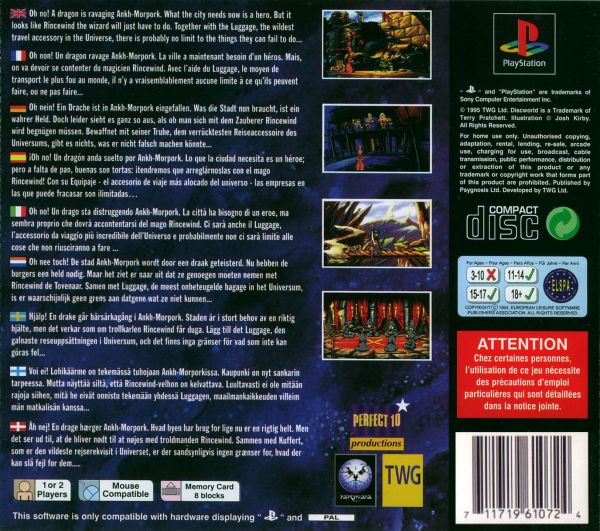 Oh no! A dragon is ravaging Ankh-Morpork. What the city needs now is a hero. But it
looks like Rincewind the wizard will just have to do. Together with the Luggage, the wildest
travel accessory in the Universe, there is probably no limit to the things they can fail to do...
Oh non! Un dragon ravage Ankh-Morpork. La ville a maintenant besoin d'un héros. Mais,
on va devoir se contenter du magicien Rincewind. Avec l'aide du Luggage, le moyen de
transport le plus fou au monde, il n'y a vraisemblablement aucune limite à ce qu'ils peuvent
faire, ou ne pas faire...
Oh nein! Ein Drache ist in Ankh-Morpork eingefallen. Was die Stadt nun braucht, ist ein
wahrer Held. Doch leider sieht es ganz so aus, als ob man sich mit dem Zauberer Rincewind
wird begnügen müssen. Bewaffnet mit seiner Truhe, dem verrücktesten Reiseaccessoire des
Universums, gibt es nichts, was er nicht falsch machen könnte...
¡Oh no! Un dragón anda suelto por Ankh-Morpork. Lo que la ciudad necesita es un héroe;
pero a falta de pan, buenas son tortas: ¡tendremos que arreglárnoslas con el mago
Rincewind! Con su Equipaje - el accesorio de viaje más alocado del universo - las empresas en
las que puede fracasar son ilimitadas...
Oh no! Un drago sta distruggendo Ankh-Morpork. La città ha bisogno di un eroe, ma
sembra proprio che dovrà accontentarsi del mago Rincewind. Ci sarà anche il Luggage,
l'accessorio da viaggio più incredibile dell'Universo e probabilmente non ci sarà limite alle
cose che non riusciranno a fare ...
Oh nee toch! De stad Ankh-Morpork wordt door een draak geteisterd. Nu hebben de
burgers een held nodig. Maar het ziet er naar uit dat ze genoegen moeten nemen met
Rincewind de Tovenaar. Samen met Luggage, de meest onbeteugelde bagage in het Universum,
is er waarschijnlijk geen grens aan datgene wat ze niet kunnen...
Hjälp! En drake går bärsärkagång i Ankh-Morpork. Staden är i stort behov av en riktig
hjälte, men det verkar som om trollkarlen Rincewind får duga. Lägg till det Luggage, den
galnaste reseuppsättningen i Universum, och det finns inga gränser för vad som inte kan
göras fel...
Voi ei! Lohikäärme on tekemässä tuhojaan Ankh-Morporkissa. Kaupunki on nyt sankarin
tarpeessa. Mutta näyttää siltä, että Rincewind-velhon on kelvattava. Luultavasti ei ole mitään
rajoja siihen, mitä he eivät onnistu tekemään yhdessä Luggagen, maailmankaikkeuden villeimän
män matkalisän kanssa...
Åh nej! En drage hærger Ankh-Morpork. Hvad byen har brug for lige nu er en rigtig helt. Men
det ser ud til, at de bliver nødt til at nøjes med troldmanden Rincewind. Sammen med Kuffert,
som er den vildeste rejserekvisit i Universet, er der sandsynligvis ingen grænser for, hvad der
kan slå fejl for dem....
1 or 2
Players
Mouse
Compatible
Memory Card
8 blocks
This software is only compatible with hardware displaying " " and PAL
PERFECT 10
productions
PSYGNOSIS
TWG
PlayStation
" " and "PlayStation" are trademarks of
Sony Computer Entertainment Inc.
© 1995 TWG Ltd. Discworld is a Trademark of
Terry Pratchett. Illustration © Josh Kirby.
All Rights Reserved.
For home use only. Unauthorised copying,
adaptation, rental, lending, re-sale, arcade
use, charging for use, broadcast, cable
transmission, public performance, distribution
or extraction of this product or any
trademark or copyright work that forms part
of this product are prohibited. Published by
Psygnosis Ltd. Developed by TWG Ltd.
COMPACT
disc
For Ages - Pour Ages - Para Años - Für Jahre - Per Anni
3-10
11-14
15-17
18+
ELSPA
COPYRIGHT © 1994, EUROPEAN LEISURE SOFTWARE
PUBLISHERS ASSOCIATION. ALL RIGHTS RESERVED.
ATTENTION
Chez certaines personnes,
l'utilisation de ce jeu nécessite
des précautions d'emploi
particulières qui sont détaillées
dans la notice jointe.
7 11719 61072 4